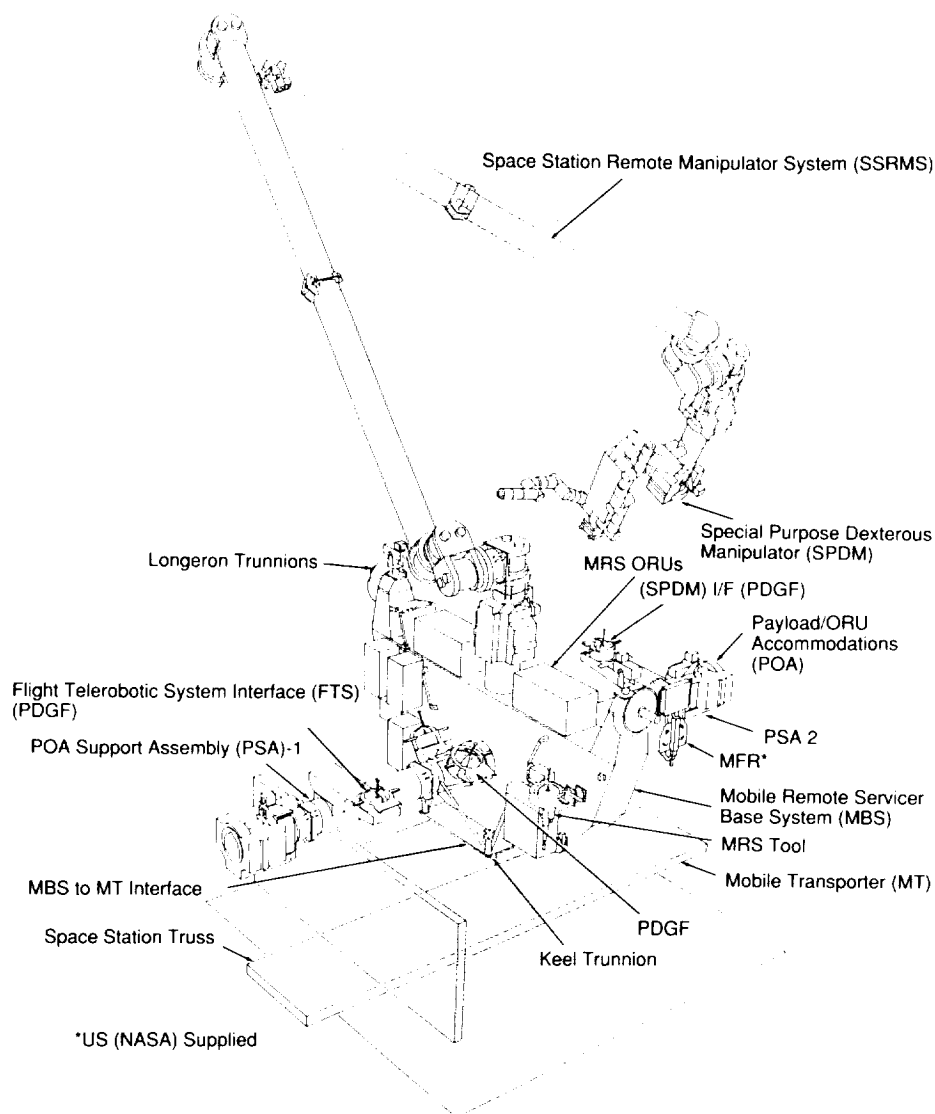 Space Station Remote Manipulator System (SSRMS)
Special Purpose Dexterous
Manipulator (SPDM)
Longeron Trunnions
MRS ORUs
(SPDM) I/F (PDGF)
Payload/ORU
Accommodations
(POA)
Flight Telerobotic System Interface (FTS)
(PDGF)
POA Support Assembly (PSA)-1
PSA 2
MFR*
Mobile Remote Servicer
Base System (MBS)
MRS Tool
MBS to MT Interface
Mobile Transporter (MT)
PDGF
Space Station Truss
Keel Trunnion
*US (NASA) Supplied